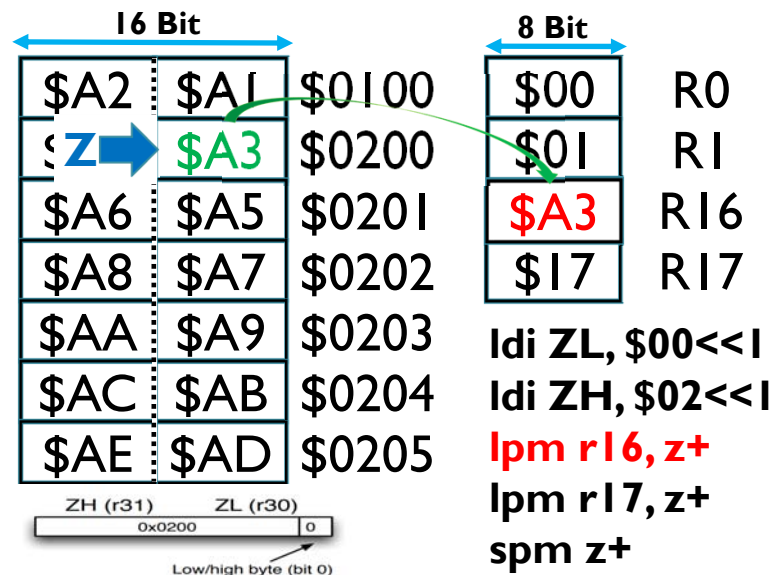 16 Bit
8 Bit
$A2 $A1 $0100
Z $A3 $0200
$A6 $A5 $0201
$A8 $A7 $0202
$AA $A9 $0203
$AC $AB $0204
$AE $AD $0205
$00 R0
$01 R1
$A3 R16
$17 R17
ldi ZL, $00<<1
ldi ZH, $02<<1
lpm r16, z+
lpm r17, z+
spm z+
ZH (r31) ZL (r30)
0x0200 0
Low/high byte (bit 0)